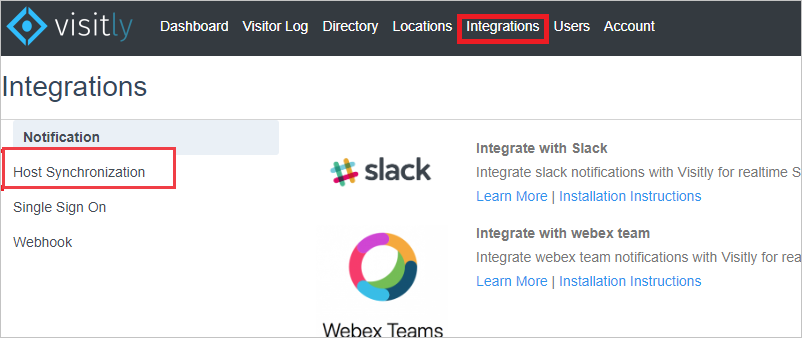 visitly Dashboard Visitor Log Directory Locations Integrations Users Account
Integrations
Notification
Host Synchronization
Single Sign On
Webhook
slack
Integrate with Slack
Integrate slack notifications with Visitly for realtime S
Learn More | Installation Instructions
Webex Teams
Integrate with webex team
Integrate webex team notifications with Visitly for rea
Learn More | Installation Instructions